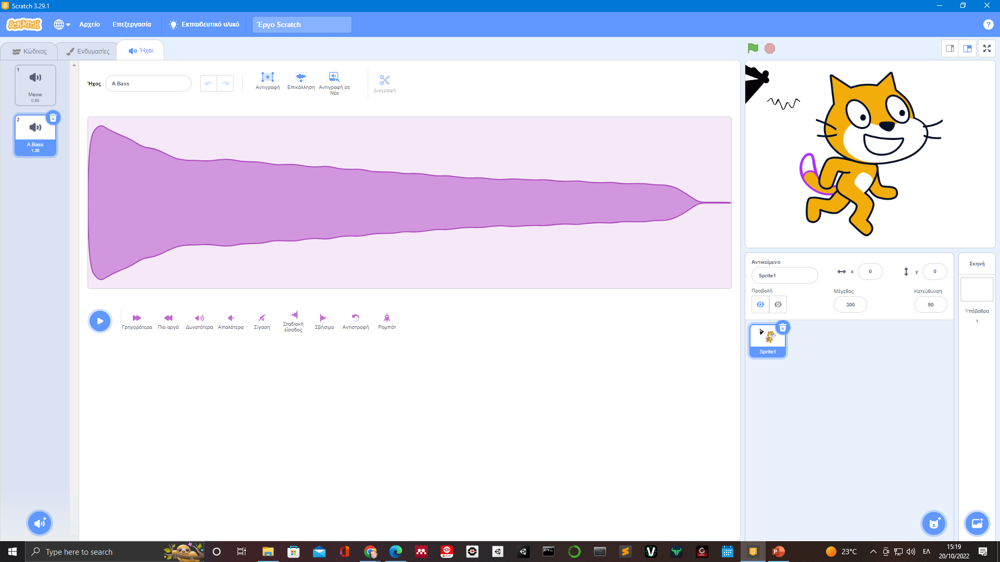 Scratch 3.29.1
SCRATCH
Αρχείο
Επεξεργασία
Εκπαιδευτικό υλικό
Έργο Scratch
?
Κώδικας
Ενδυμασίες
Ήχοι
1
Meow
0.85
2
A Bass
1.28
Ήχος
A Bass
Αντιγραφή
Επικόλληση
Αντιγραφή σε
Νέο
Διαγραφή
Γρηγορότερα
Πιο αργά
Δυνατότερα
Απαλότερα
Σίγαση
Σταδιακή
είσοδος
Σβήσιμο
Αντιστροφή
Ρομπότ
Αντικείμενο
Sprite1
x
0
y
0
Προβολή
Μέγεθος
300
Κατεύθυνση
90
Sprite1
Σκηνή
Υπόβαθρα
1
Type here to search
23°C
ΕΛ
15:19
20/10/2022